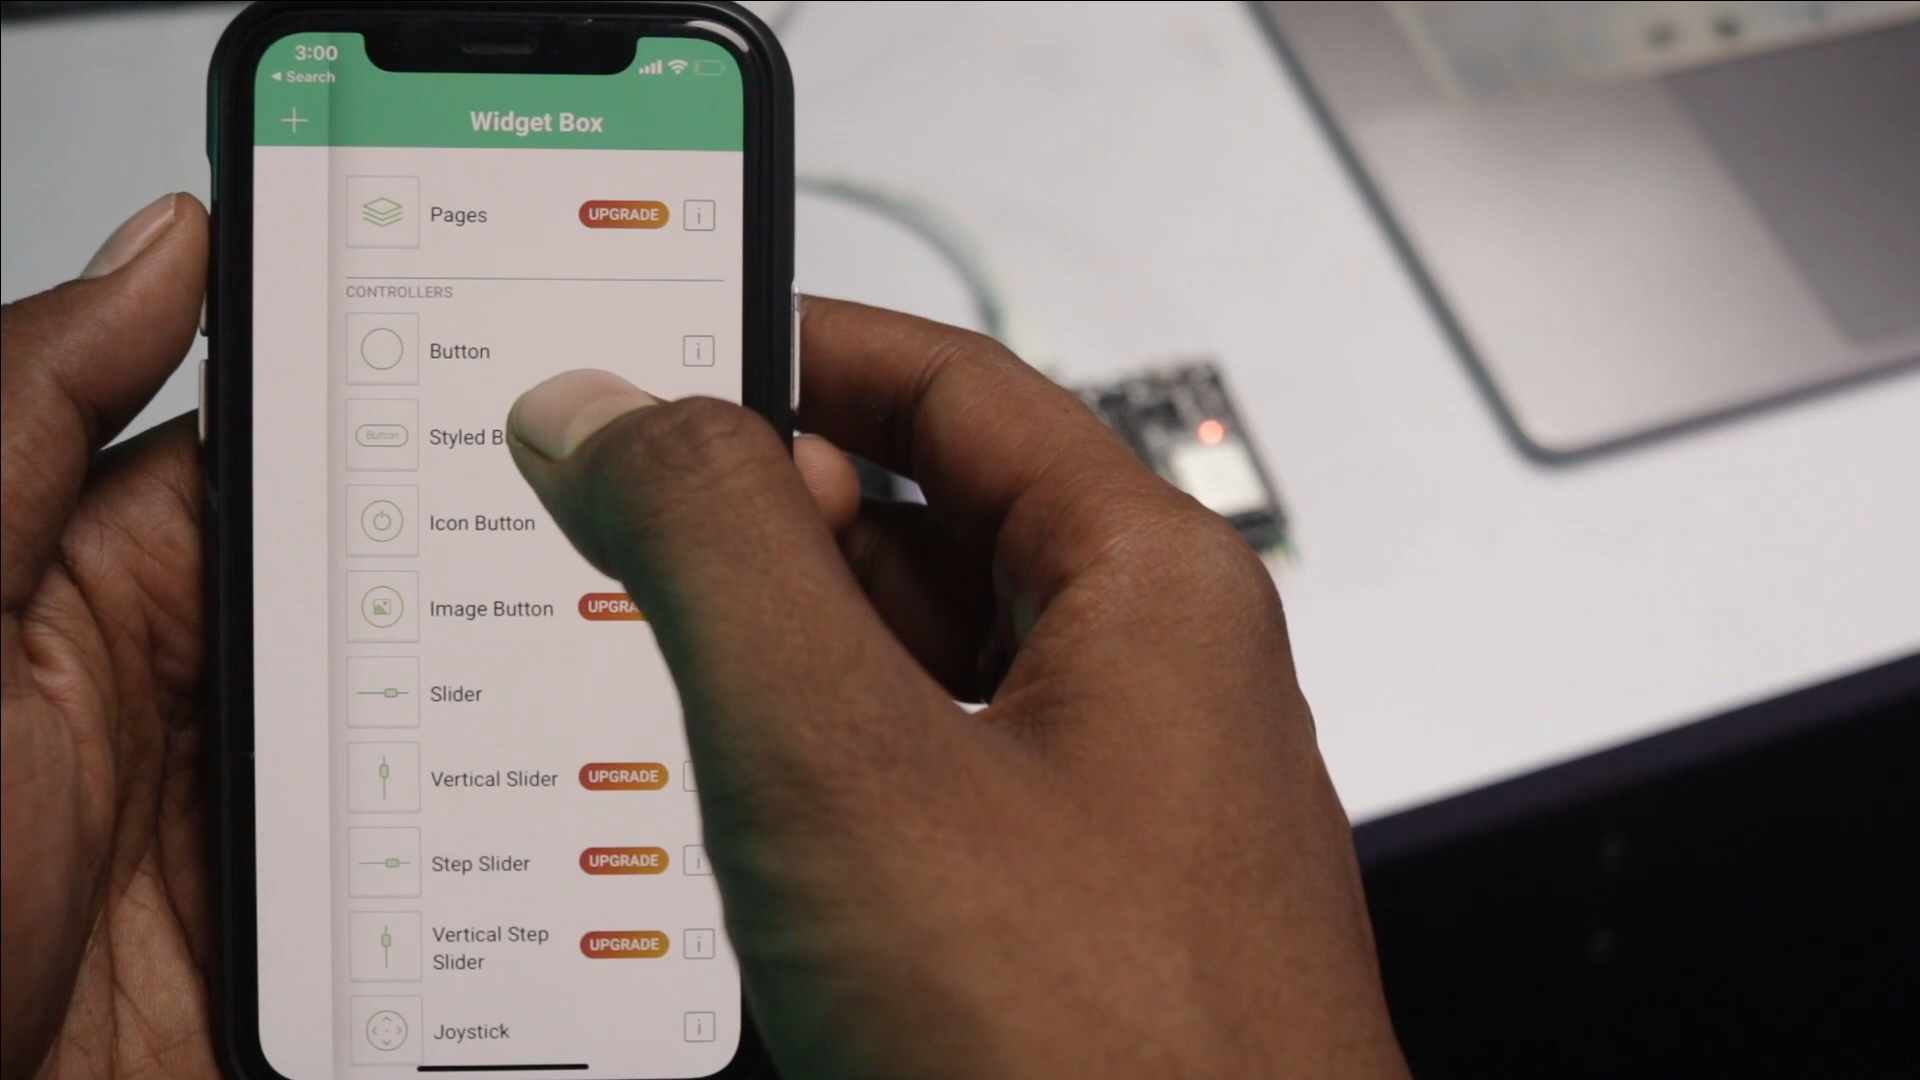 3:00
◀ Search
Widget Box
Pages UPGRADE i
CONTROLLERS
Button i
Button Styled B
Icon Button
Image Button UPGRA
Slider
Vertical Slider UPGRADE
Step Slider UPGRADE i
Vertical Step Slider UPGRADE i
Joystick i